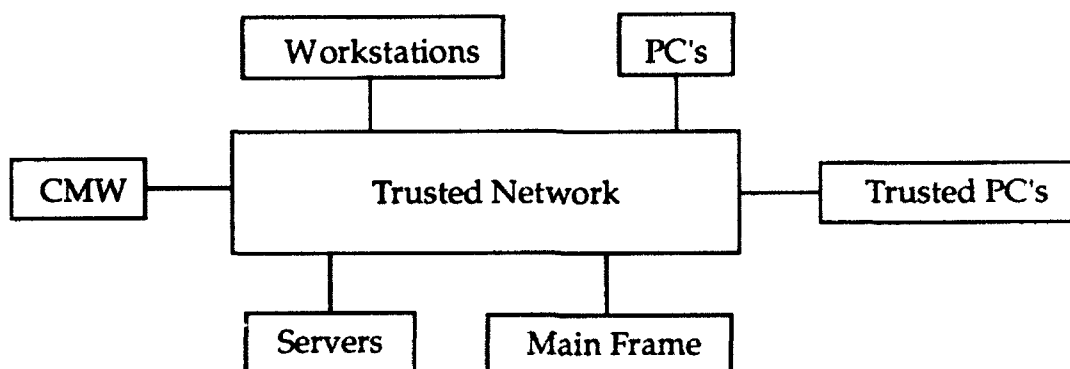 Workstations
PC's
CMW
Trusted Network
Trusted PC's
Servers
Main Frame